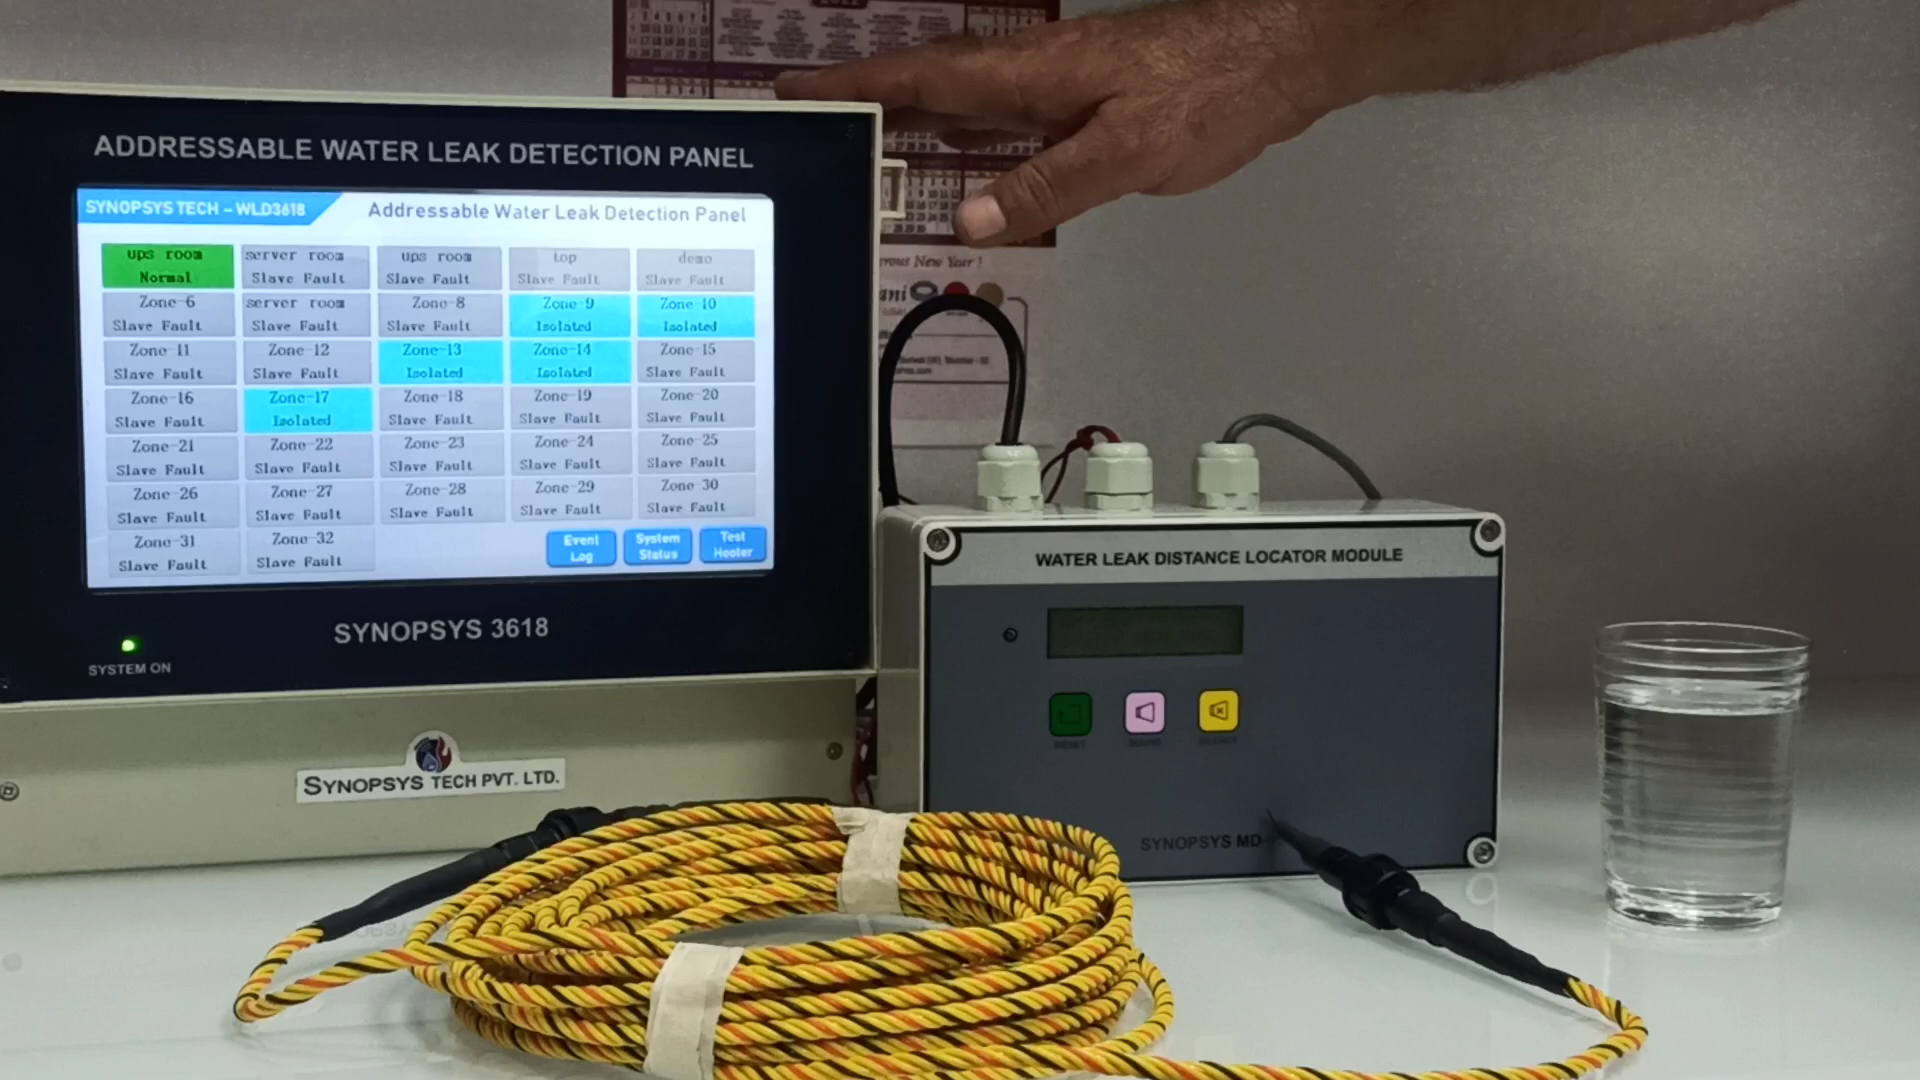 ADDRESSABLE WATER LEAK DETECTION PANEL
SYNOPSYS TECH - WLD3618
Addressable Water Leak Detection Panel
ups room server room ups room top demo
Normal Slave Fault Slave Fault Slave Fault Slave Fault
Zone-6 server room Zone-8 Zone-9 Zone-10
Slave Fault Slave Fault Slave Fault Isolated Isolated
Zone-11 Zone-12 Zone-13 Zone-14 Zone-15
Slave Fault Slave Fault Isolated Isolated Slave Fault
Zone-16 Zone-17 Zone-18 Zone-19 Zone-20
Slave Fault Isolated Slave Fault Slave Fault Slave Fault
Zone-21 Zone-22 Zone-23 Zone-24 Zone-25
Slave Fault Slave Fault Slave Fault Slave Fault Slave Fault
Zone-26 Zone-27 Zone-28 Zone-29 Zone-30
Slave Fault Slave Fault Slave Fault Slave Fault Slave Fault
Zone-31 Zone-32
Slave Fault Slave Fault
Event Log
System Status
Test Hooter
SYNOPSYS 3618
SYSTEM ON
SYNOPSYS TECH PVT. LTD.
New Year !
WATER LEAK DISTANCE LOCATOR MODULE
RESET
SYNOPSYS MD